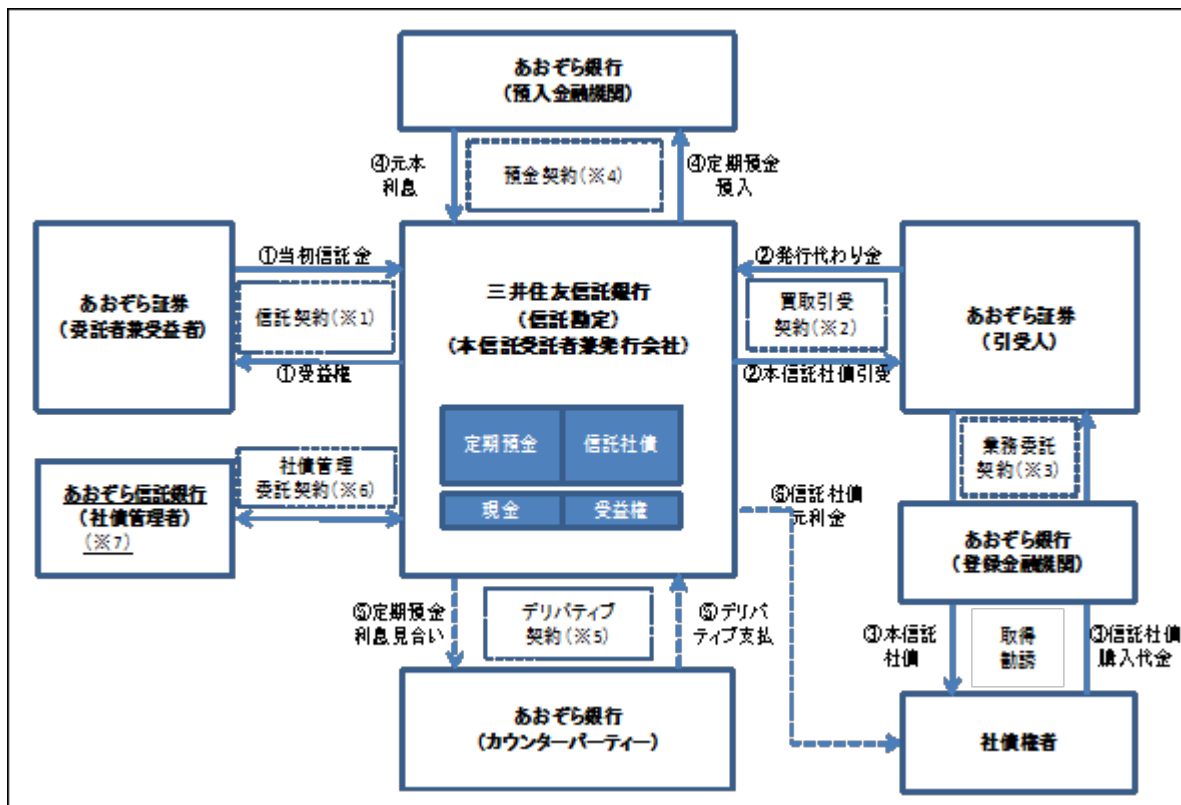 あおぞら銀行
（預入金融機関）
④元本
利息
預金契約（※4）
④定期預金
預入
あおぞら証券
（委託者兼受益者）
①当初信託金
信託契約（※1）
①受益権
三井住友信託銀行
（信託勘定）
（本信託受託者兼発行会社）
②発行代わり金
買取引受
契約（※2）
②本信託社債引受
あおぞら証券
（引受人）
定期預金
信託社債
現金
受益権
あおぞら信託銀行
（社債管理者）
（※7）
社債管理
委託契約（※6）
⑥信託社債
元利金
業務委託
契約（※3）
あおぞら銀行
（登録金融機関）
⑤定期預金
利息見合い
デリバティブ
契約（※5）
⑤デリバ
ティブ支払
③本信託
社債
取得
勧誘
③信託社債
購入代金
あおぞら銀行
（カウンターパーティー）
社債権者